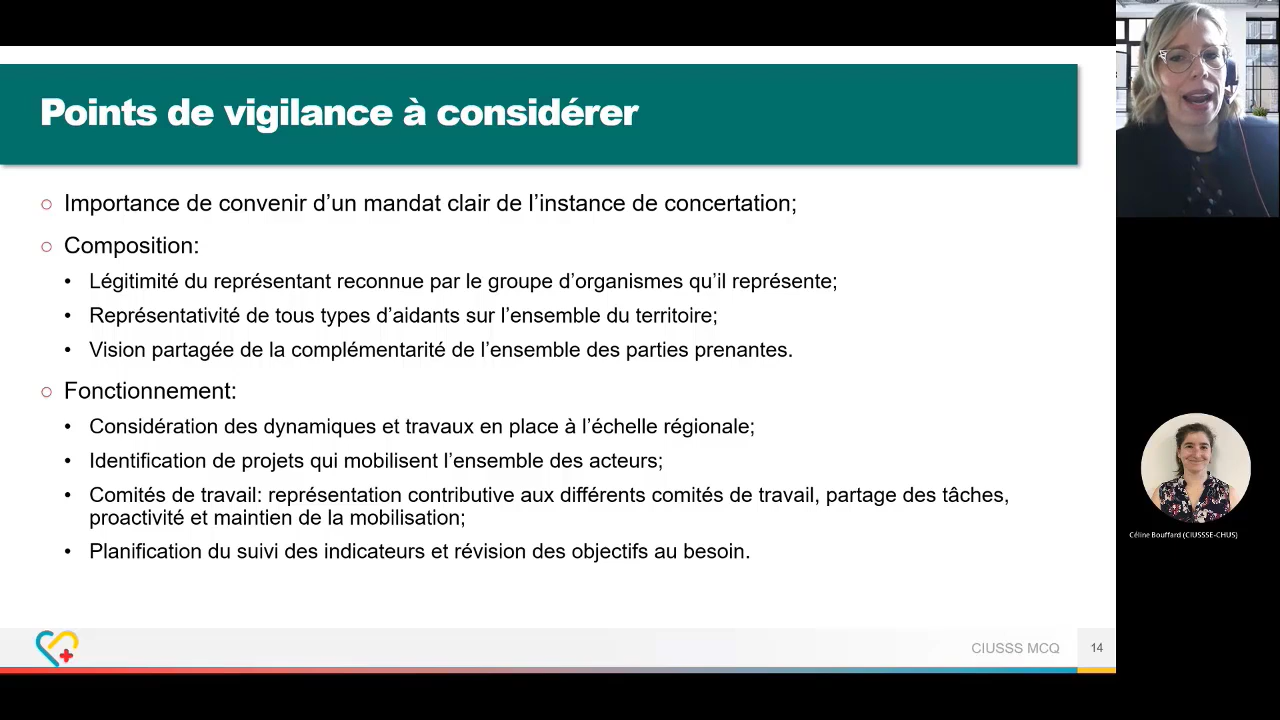 Points de vigilance à considérer
○ Importance de convenir d’un mandat clair de l’instance de concertation;
○ Composition:
• Légitimité du représentant reconnue par le groupe d’organismes qu’il représente;
• Représentativité de tous types d’aidants sur l’ensemble du territoire;
• Vision partagée de la complémentarité de l’ensemble des parties prenantes.
○ Fonctionnement:
• Considération des dynamiques et travaux en place à l’échelle régionale;
• Identification de projets qui mobilisent l’ensemble des acteurs;
• Comités de travail: représentation contributive aux différents comités de travail, partage des tâches,
proactivité et maintien de la mobilisation;
• Planification du suivi des indicateurs et révision des objectifs au besoin.
CIUSSS MCQ
14
Céline Bouffard (CIUSSSE-CHUS)